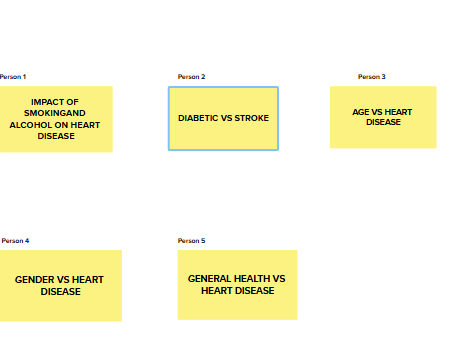 Person 1
Person 2
Person 3
IMPACT OF
SMOKINGAND
ALCOHOL ON HEART
DISEASE
DIABETIC VS STROKE
AGE VS HEART
DISEASE
Person 4
Person 5
GENDER VS HEART
DISEASE
GENERAL HEALTH VS
HEART DISEASE